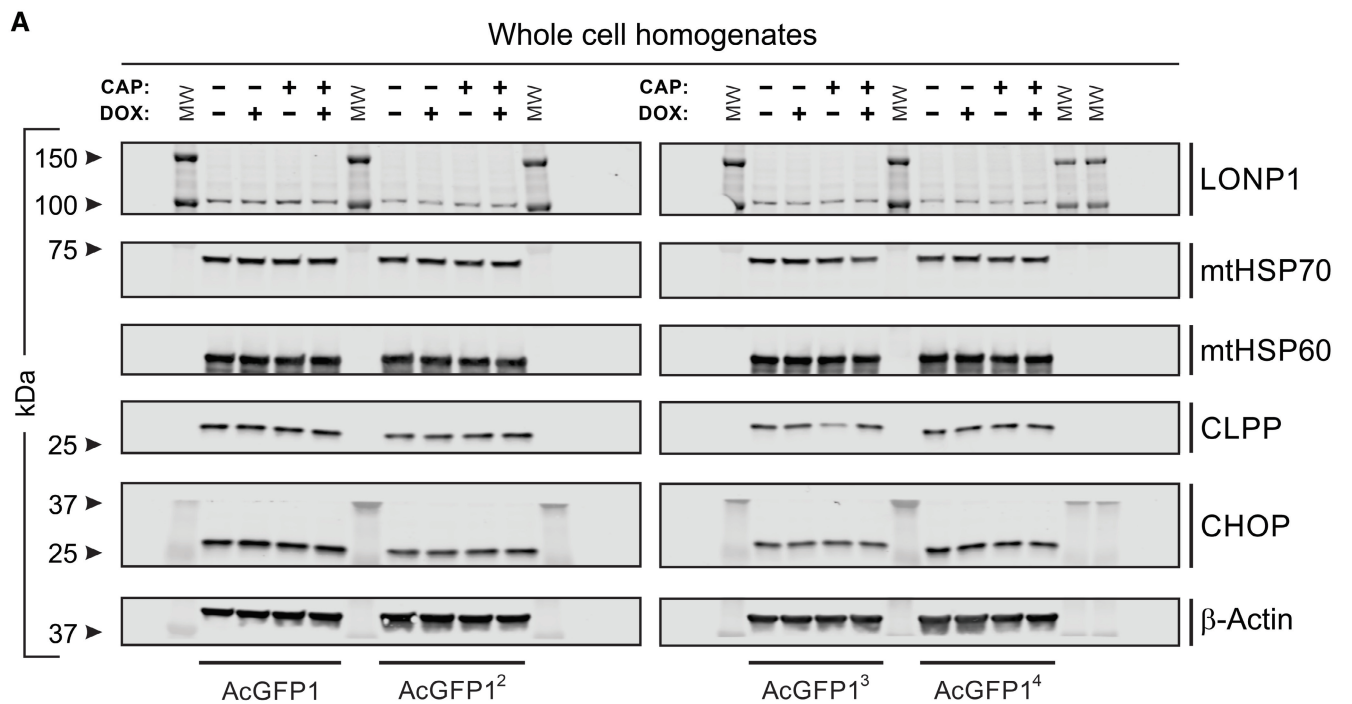 A
Whole cell homogenates
CAP: MW − − + + MW − − + + MW CAP: MW − − + + MW − − + + MW MW
DOX: − + − + − + − + DOX: − + − + − + − +
150 ► LONP1
100 ►
75 ► mtHSP70
mtHSP60
kDa
CLPP
25 ►
37 ► CHOP
25 ►
β-Actin
37 ►
AcGFP1 AcGFP1² AcGFP1³ AcGFP1⁴